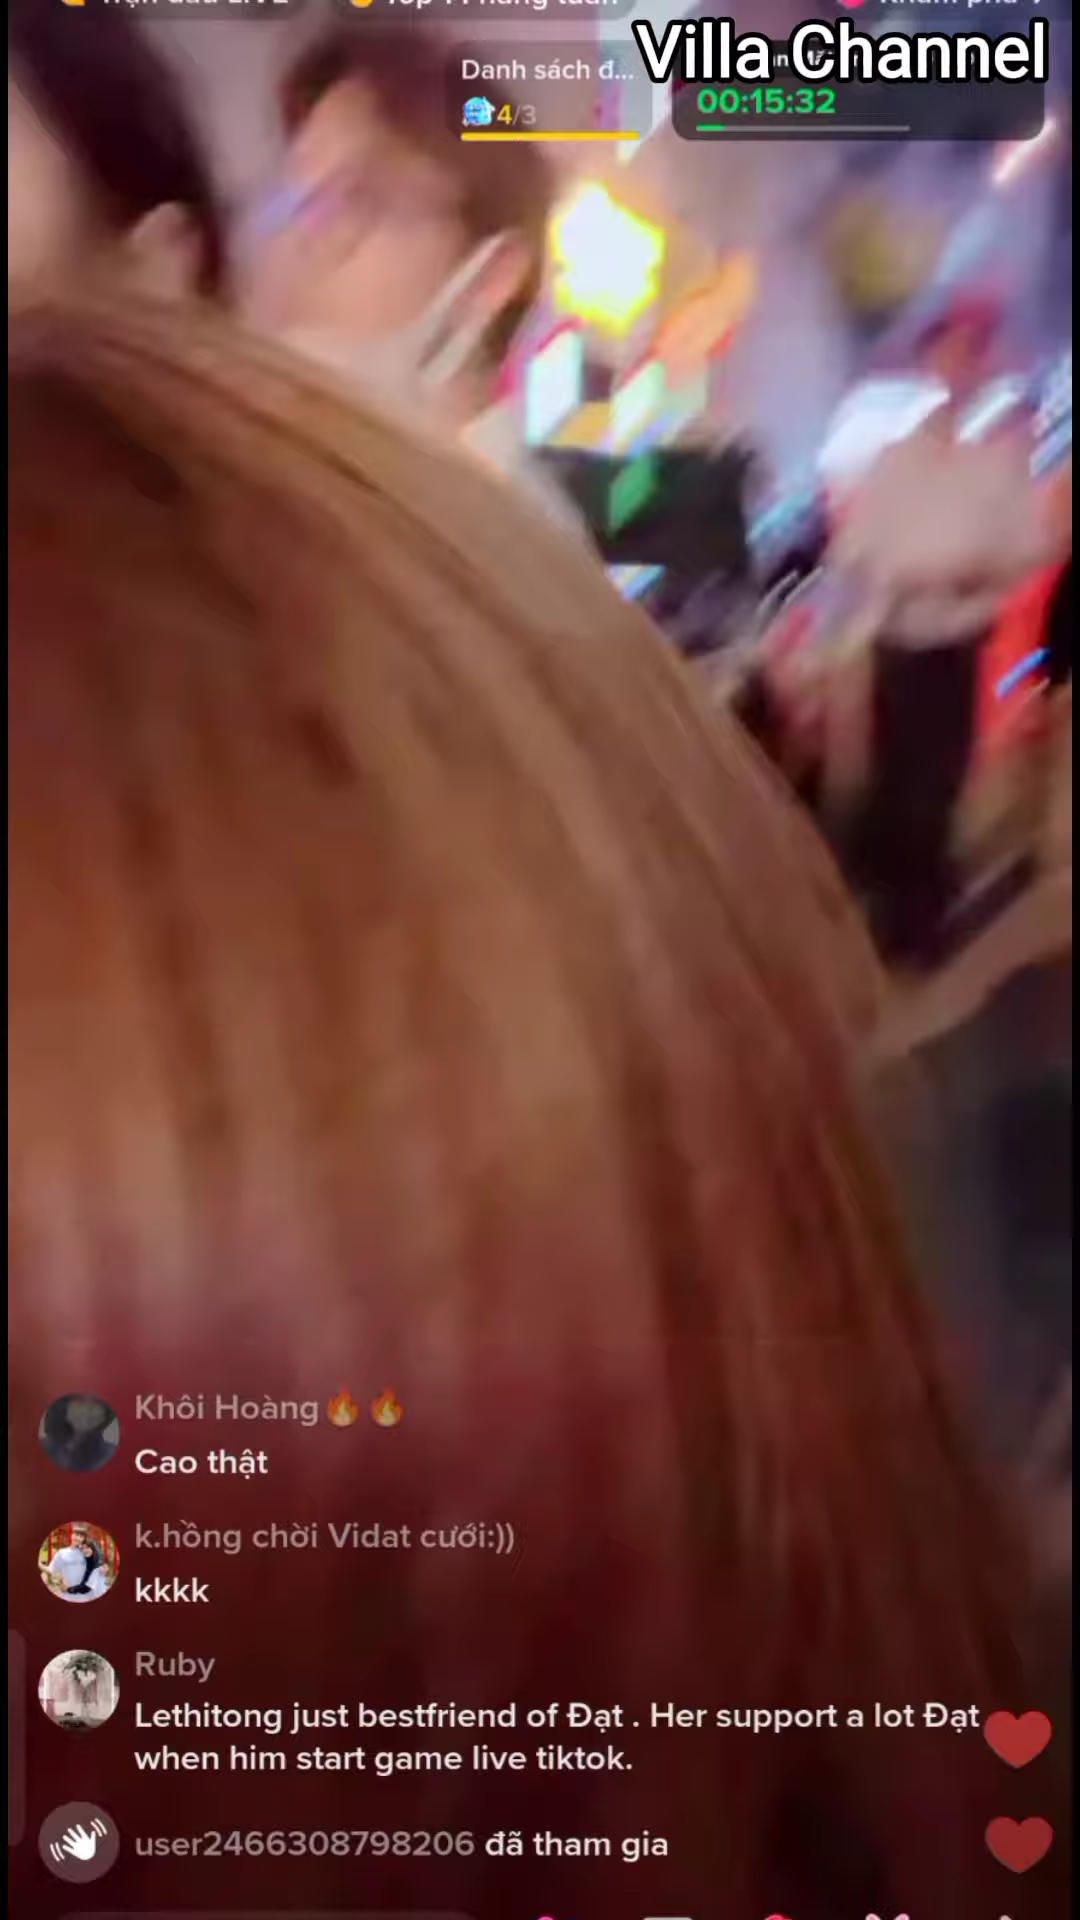 Villa Channel
Danh sách đ...
4/3
00:15:32
Khôi Hoàng🔥🔥
Cao thật
k.hồng chời Vidat cưới:))
kkkk
Ruby
Lethitong just bestfriend of Đạt . Her support a lot Đạt
when him start game live tiktok.
user2466308798206 đã tham gia